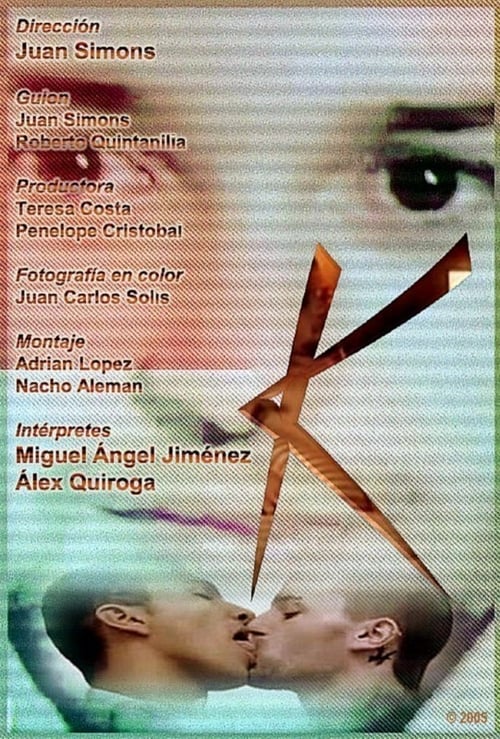 Dirección
Juan Simons
Guion
Juan Simons
Roberto Quintanilla
Productora
Teresa Costa
Penelope Cristobal
Fotografía en color
Juan Carlos Solis
Montaje
Adrian Lopez
Nacho Aleman
Intérpretes
Miguel Ángel Jiménez
Álex Quiroga
K
© 2005